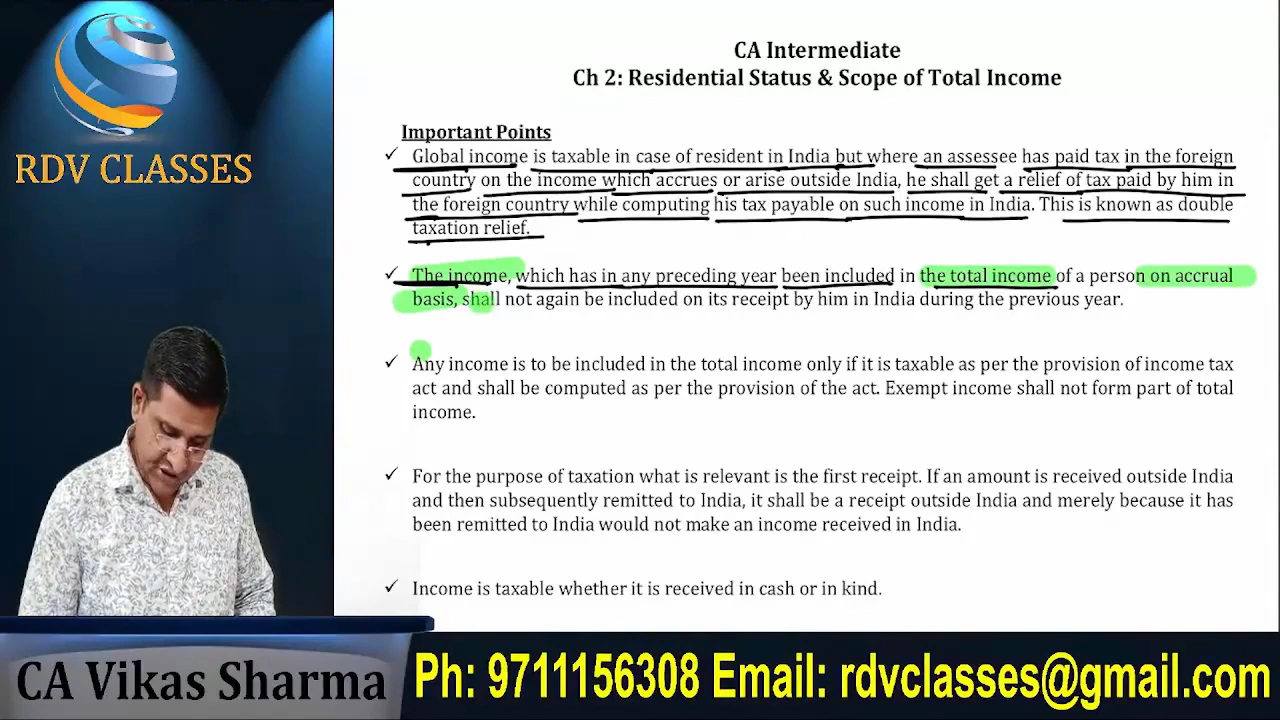 RDV CLASSES
CA Intermediate
Ch 2: Residential Status & Scope of Total Income
Important Points
✓ Global income is taxable in case of resident in India but where an assessee has paid tax in the foreign
country on the income which accrues or arise outside India, he shall get a relief of tax paid by him in
the foreign country while computing his tax payable on such income in India. This is known as double
taxation relief.
✓ The income, which has in any preceding year been included in the total income of a person on accrual
basis, shall not again be included on its receipt by him in India during the previous year.
✓ Any income is to be included in the total income only if it is taxable as per the provision of income tax
act and shall be computed as per the provision of the act. Exempt income shall not form part of total
income.
✓ For the purpose of taxation what is relevant is the first receipt. If an amount is received outside India
and then subsequently remitted to India, it shall be a receipt outside India and merely because it has
been remitted to India would not make an income received in India.
✓ Income is taxable whether it is received in cash or in kind.
CA Vikas Sharma
Ph: 9711156308 Email: rdvclasses@gmail.com